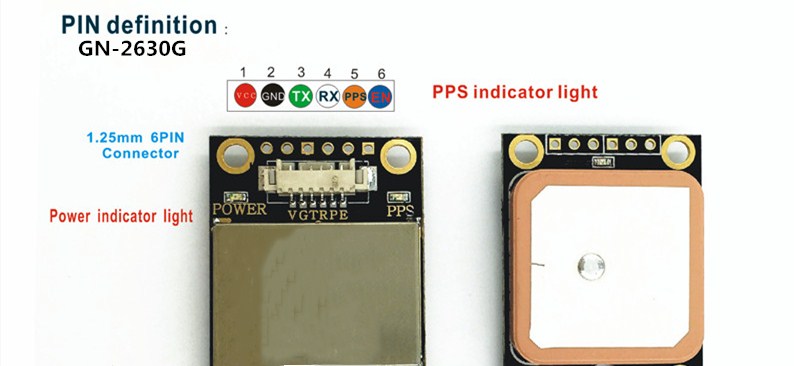 PIN definition :
GN-2630G
1 2 3 4 5 6
VCC GND TX RX PPS EN
PPS indicator light
1.25mm 6PIN
Connector
Power indicator light
POWER VGTRPE PPS